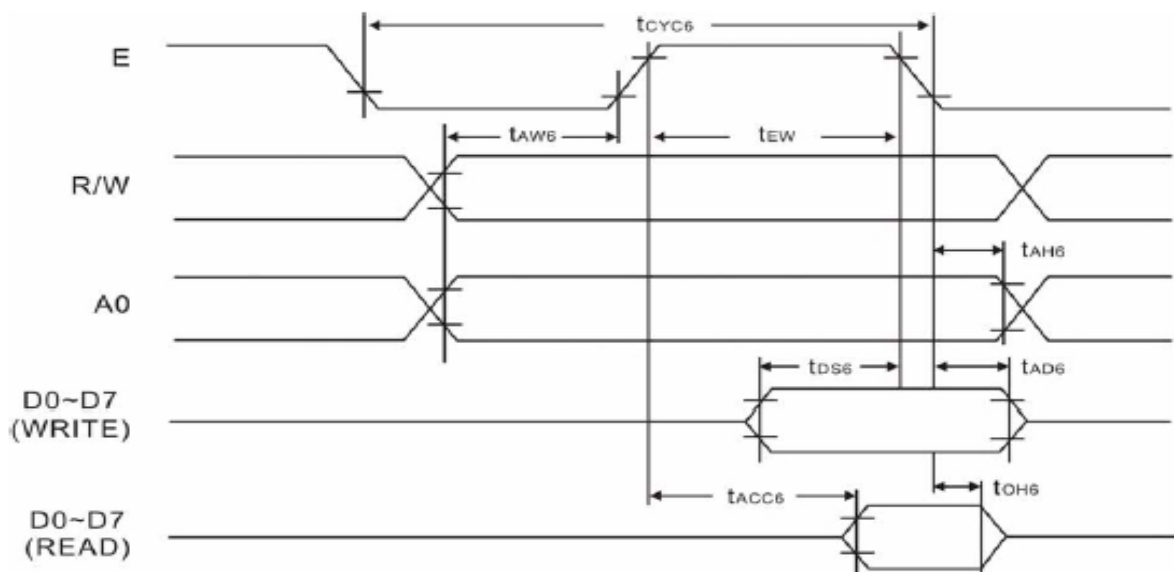 tCYC6
E
tAW6
tEW
R/W
tAH6
A0
tDS6
tAD6
D0~D7
(WRITE)
tACC6
tOH6
D0~D7
(READ)